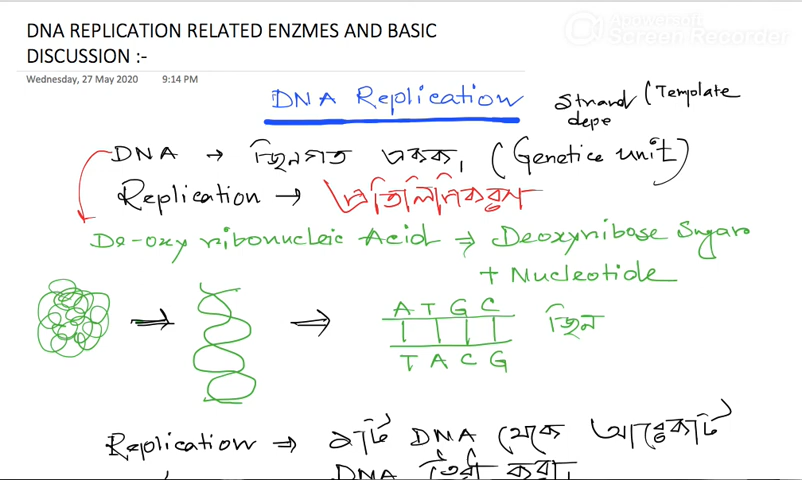 DNA REPLICATION RELATED ENZMES AND BASIC
DISCUSSION :-
Apowersoft
Screen Recorder
Wednesday, 27 May 2020 9:14 PM
DNA Replication
Strand (Template
depe
DNA → জিনগত একক, (Genetice unit)
Replication → প্রতিলিপিকরণ
De-oxy ribonucleic Acid ⇒ Deoxyribose Sugar
+ Nucleotide
A T G C
জিন
T A C G
Replication ⇒ ১টি DNA থেকে আরেকটি
DNA তৈরী করা,